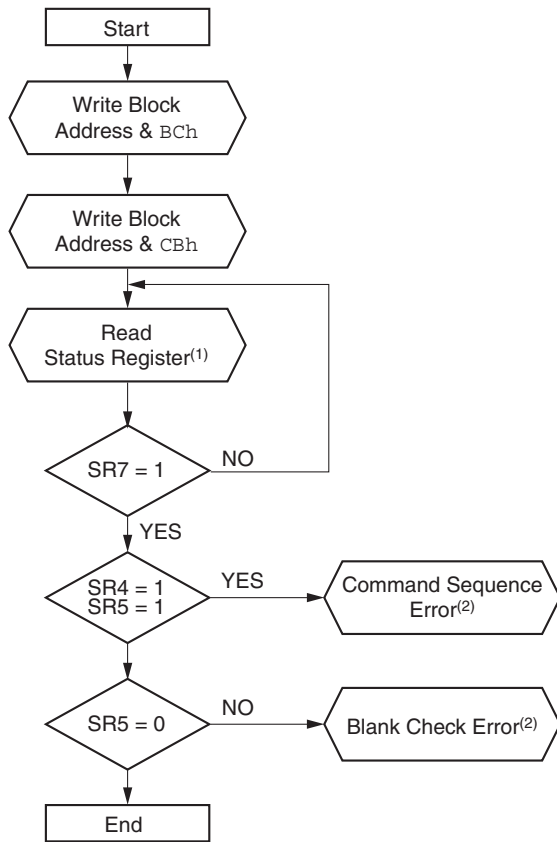 Start
Write Block
Address & BCh
Write Block
Address & CBh
Read
Status Register(1)
SR7 = 1
NO
YES
SR4 = 1
SR5 = 1
YES
Command Sequence
Error(2)
SR5 = 0
NO
Blank Check Error(2)
End